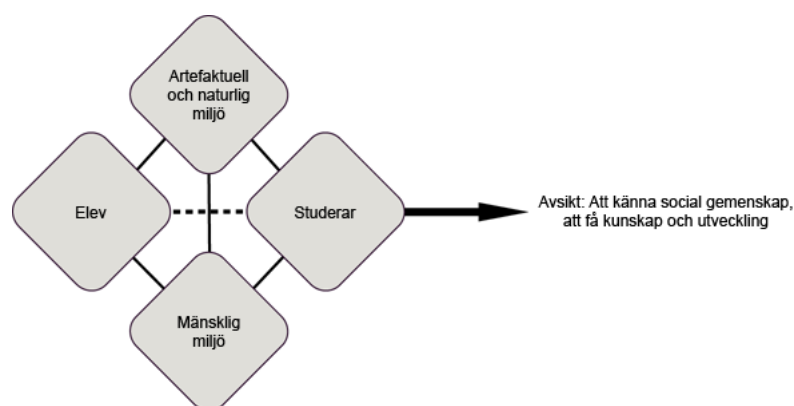 Artefaktuell
och naturlig
miljö
Elev
Studerar
Avsikt: Att känna social gemenskap,
att få kunskap och utveckling
Mänsklig
miljö